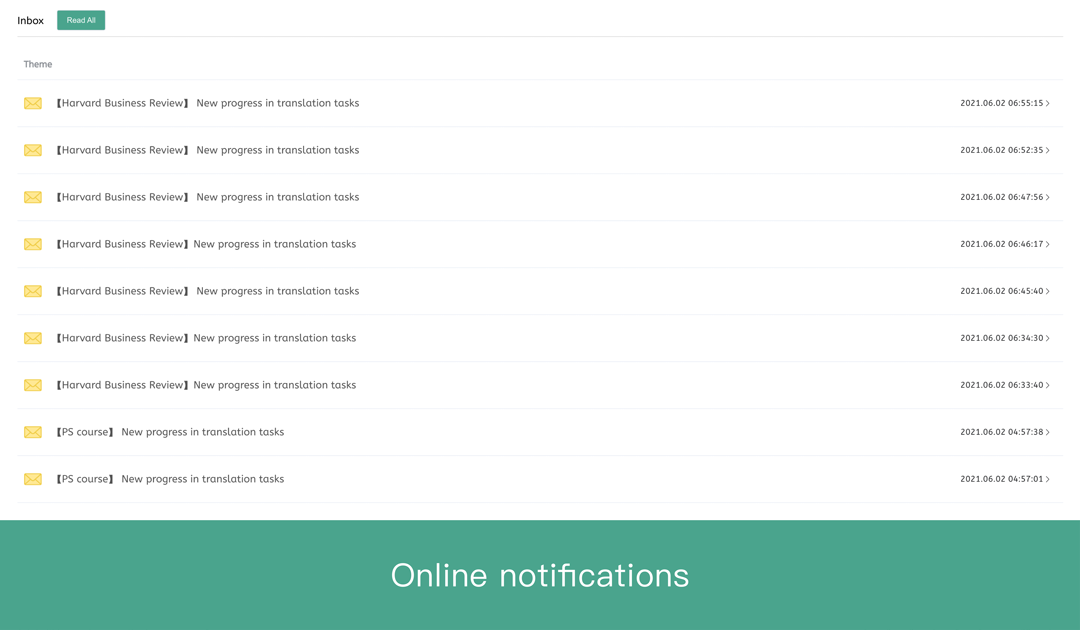 Inbox Read All
Theme
【Harvard Business Review】 New progress in translation tasks 2021.06.02 06:55:15
【Harvard Business Review】 New progress in translation tasks 2021.06.02 06:52:35
【Harvard Business Review】 New progress in translation tasks 2021.06.02 06:47:56
【Harvard Business Review】New progress in translation tasks 2021.06.02 06:46:17
【Harvard Business Review】 New progress in translation tasks 2021.06.02 06:45:40
【Harvard Business Review】New progress in translation tasks 2021.06.02 06:34:30
【Harvard Business Review】New progress in translation tasks 2021.06.02 06:33:40
【PS course】 New progress in translation tasks 2021.06.02 04:57:38
【PS course】 New progress in translation tasks 2021.06.02 04:57:01
Online notifications